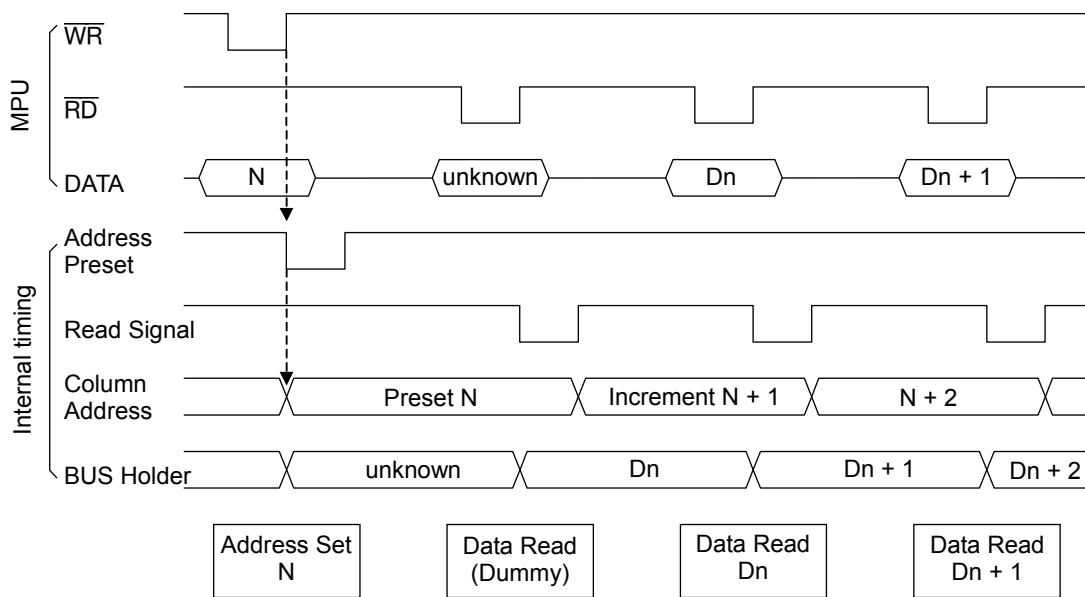 MPU
WR
RD
DATA
N
unknown
Dn
Dn + 1
Internal timing
Address
Preset
Read Signal
Column
Address
Preset N
Increment N + 1
N + 2
BUS Holder
unknown
Dn
Dn + 1
Dn + 2
Address Set
N
Data Read
(Dummy)
Data Read
Dn
Data Read
Dn + 1